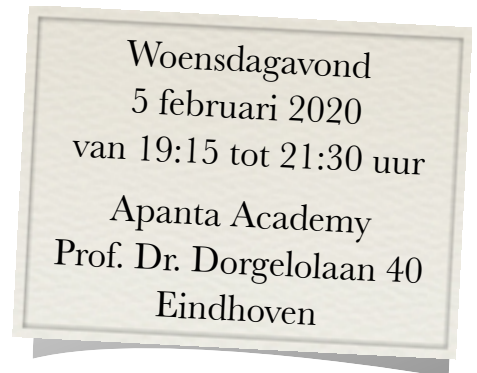 Woensdagavond
5 februari 2020
van 19:15 tot 21:30 uur
Apanta Academy
Prof. Dr. Dorgelolaan 40
Eindhoven